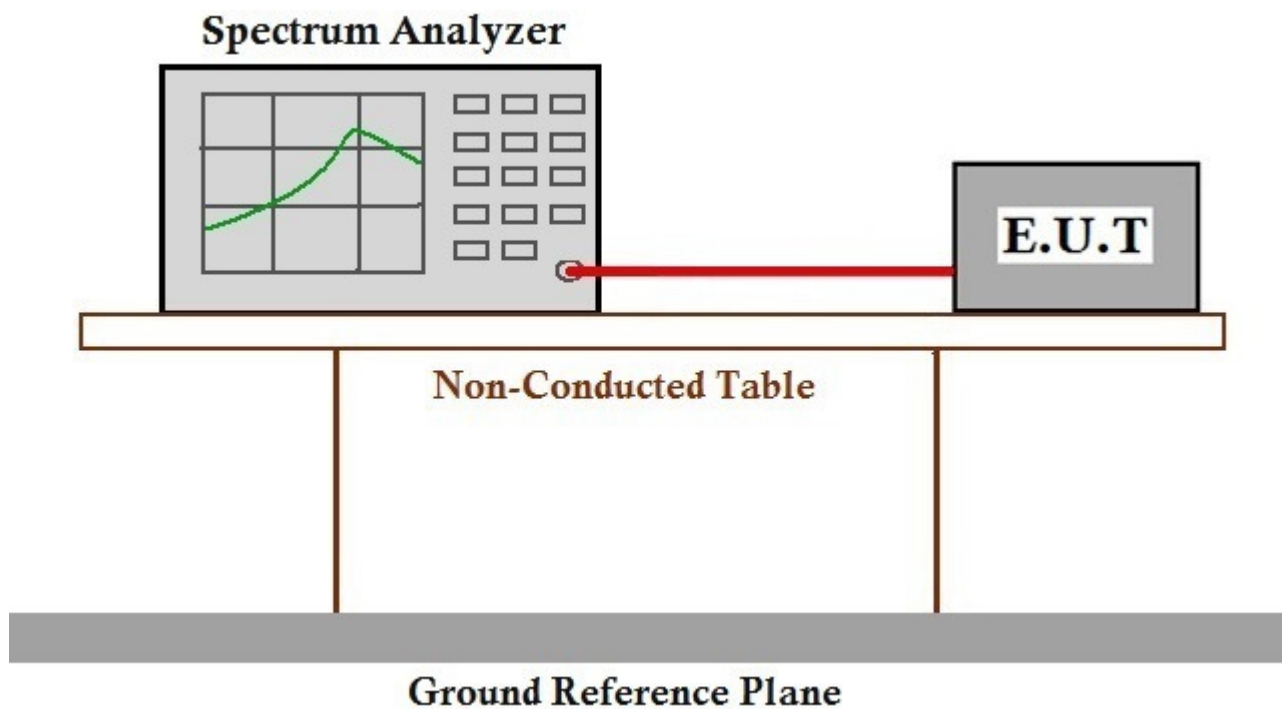 Spectrum Analyzer
E.U.T
Non-Conducted Table
Ground Reference Plane